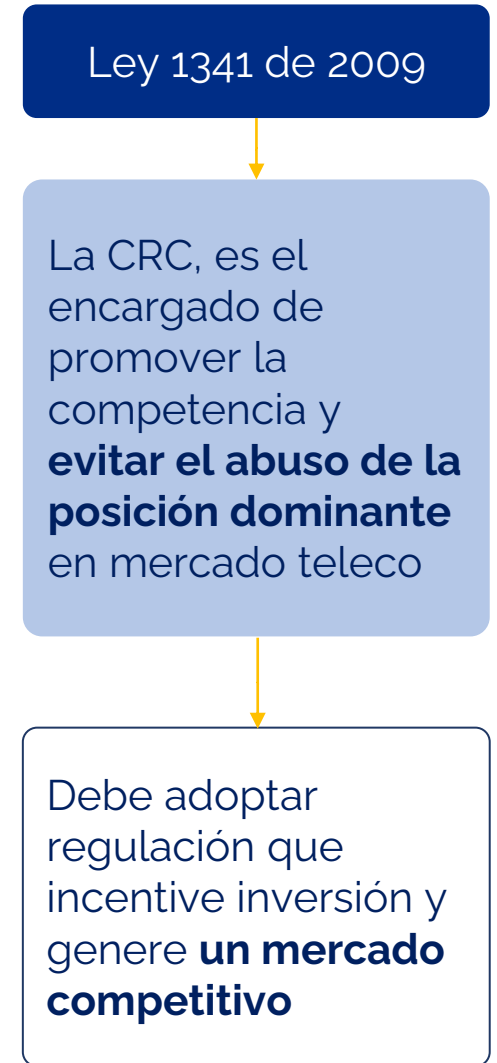 Ley 1341 de 2009
La CRC, es el
encargado de
promover la
competencia y
evitar el abuso de la
posición dominante
en mercado teleco
Debe adoptar
regulación que
incentive inversión y
genere un mercado
competitivo